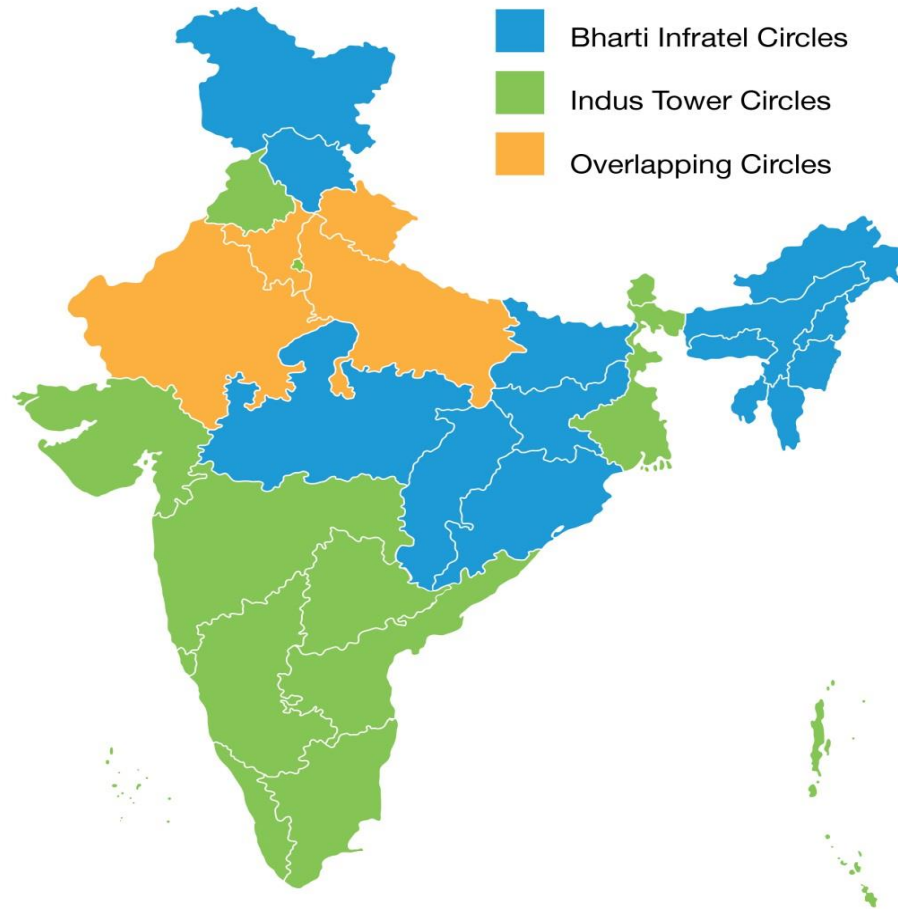 Bharti Infratel Circles
Indus Tower Circles
Overlapping Circles